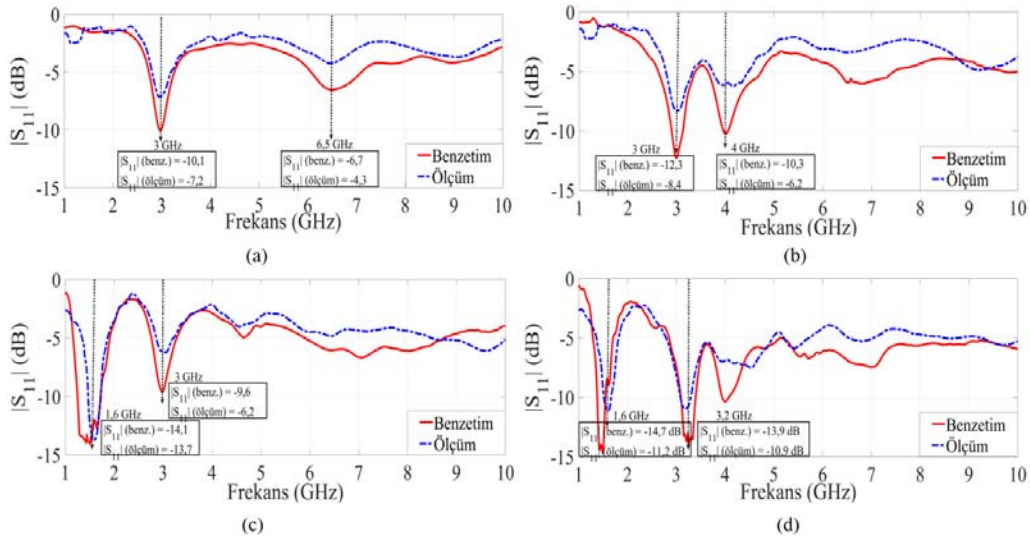 0
-5
-10
-15
|S11| (dB)
3 GHz
|S11| (benz.) = -10,1
|S11| (ölçüm) = -7,2
6,5 GHz
|S11| (benz.) = -6,7
|S11| (ölçüm) = -4,3
Benzetim
Ölçüm
1 2 3 4 5 6 7 8 9 10
Frekans (GHz)
(a)
0
-5
-10
-15
|S11| (dB)
3 GHz
|S11| (benz.) = -12,3
|S11| (ölçüm) = -8,4
4 GHz
|S11| (benz.) = -10,3
|S11| (ölçüm) = -6,2
Benzetim
Ölçüm
1 2 3 4 5 6 7 8 9 10
Frekans (GHz)
(b)
0
-5
-10
-15
|S11| (dB)
3 GHz
|S11| (benz.) = -9,6
|S11| (ölçüm) = -6,2
1,6 GHz
|S11| (benz.) = -14,1
|S11| (ölçüm) = -13,7
Benzetim
Ölçüm
1 2 3 4 5 6 7 8 9 10
Frekans (GHz)
(c)
0
-5
-10
-15
|S11| (dB)
1,6 GHz
|S11| (benz.) = -14,7 dB
|S11| (ölçüm) = -11,2 dB
3,2 GHz
|S11| (benz.) = -13,9 dB
|S11| (ölçüm) = -10,9 dB
Benzetim
Ölçüm
1 2 3 4 5 6 7 8 9 10
Frekans (GHz)
(d)